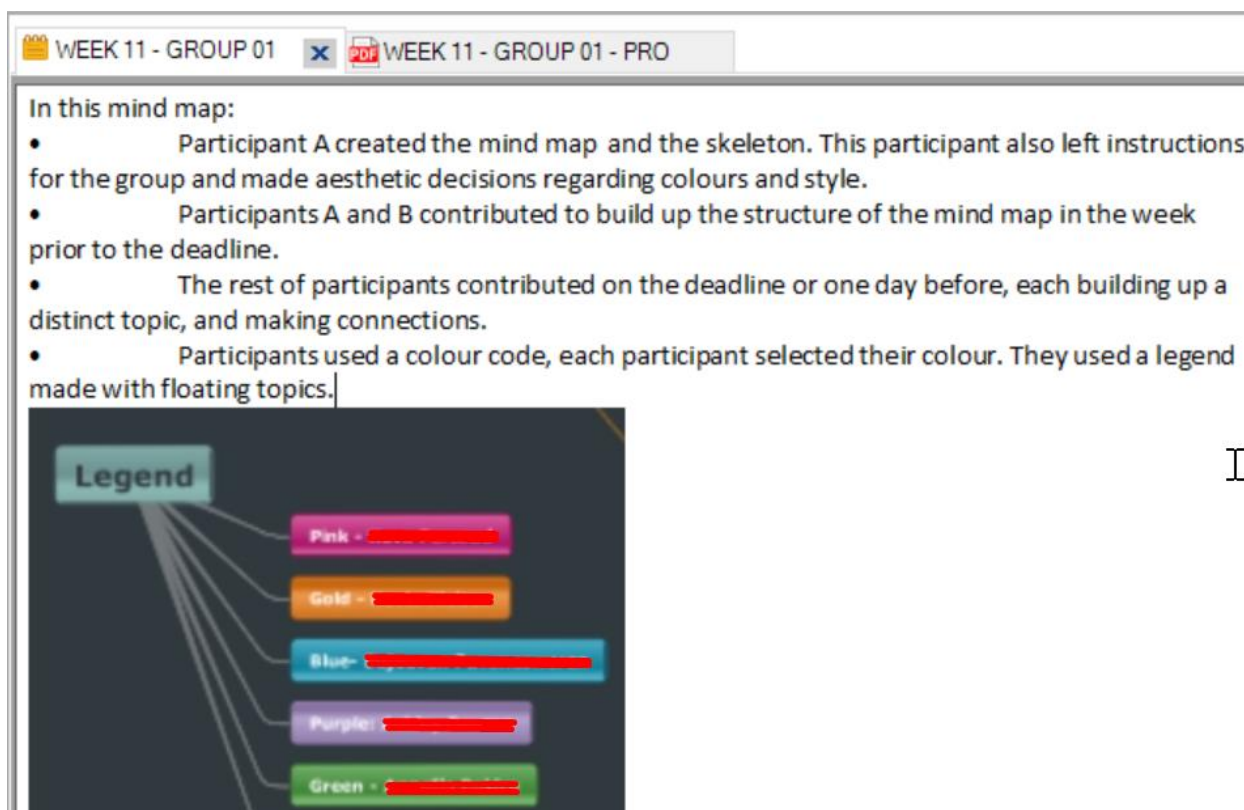 WEEK 11 - GROUP 01
WEEK 11 - GROUP 01 - PRO
In this mind map:
• Participant A created the mind map and the skeleton. This participant also left instructions
for the group and made aesthetic decisions regarding colours and style.
• Participants A and B contributed to build up the structure of the mind map in the week
prior to the deadline.
• The rest of participants contributed on the deadline or one day before, each building up a
distinct topic, and making connections.
• Participants used a colour code, each participant selected their colour. They used a legend
made with floating topics.
Legend
Pink -
Gold -
Blue-
Purple:
Green -